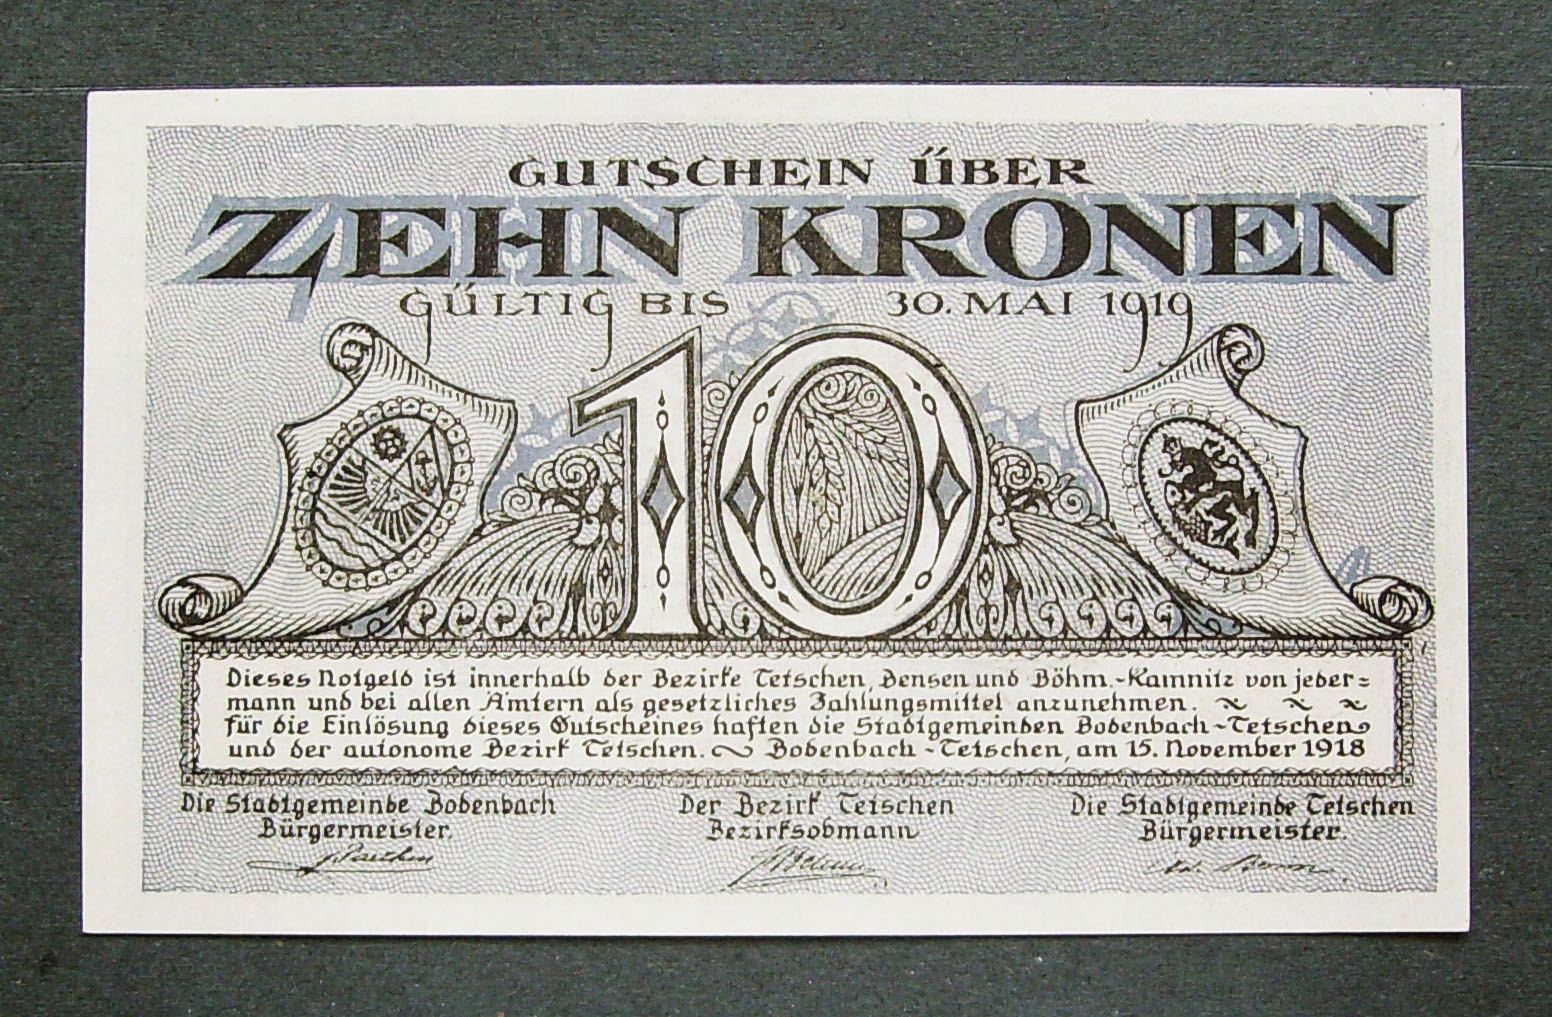 GUTSCHEIN ÜBER
ZEHN KRONEN
GÜLTIG BIS 30. MAI 1919
10
Dieses Notgeld ist innerhalb der Bezirke Tetschen, Bensen und Böhm.-Kamnitz von jeder=
mann und bei allen Ämtern als gesetzliches Zahlungsmittel anzunehmen. ~ ~ ~
für die Einlösung dieses Gutscheines haften die Stadtgemeinden Bodenbach-Tetschen
und der autonome Bezirk Tetschen. ~ Bodenbach-Tetschen, am 15. November 1918
Die Stadtgemeinde Bodenbach Der Bezirk Tetschen Die Stadtgemeinde Tetschen
Bürgermeister. Bezirksobmann Bürgermeister.